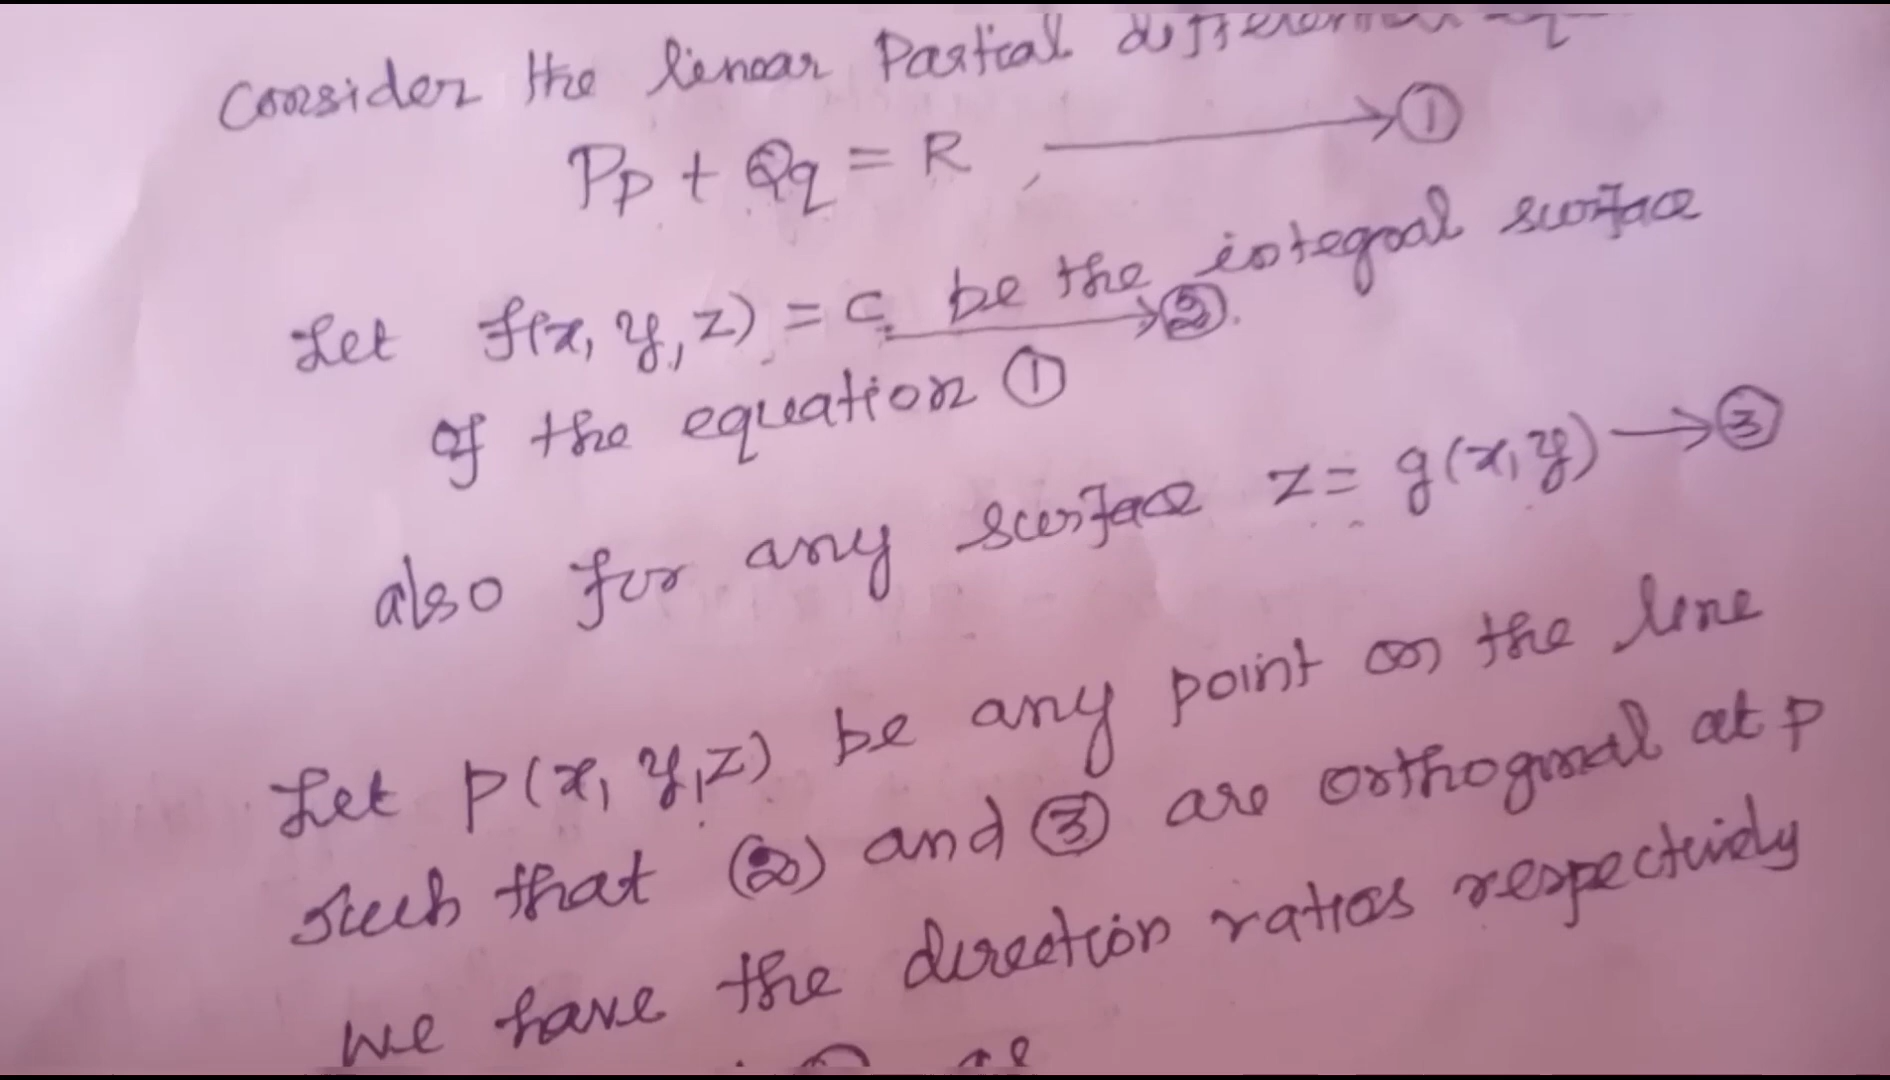 Consider the linear Partial
Pp + Qq = R → ①
Let f(x, y, z) = c be the integral surface
→ ②.
of the equation ①
also for any surface z = g(x, y) → ③
Let P(x, y, z) be any point on the line
such that (2) and ③ are orthogonal at P
we have the direction ratios respectively